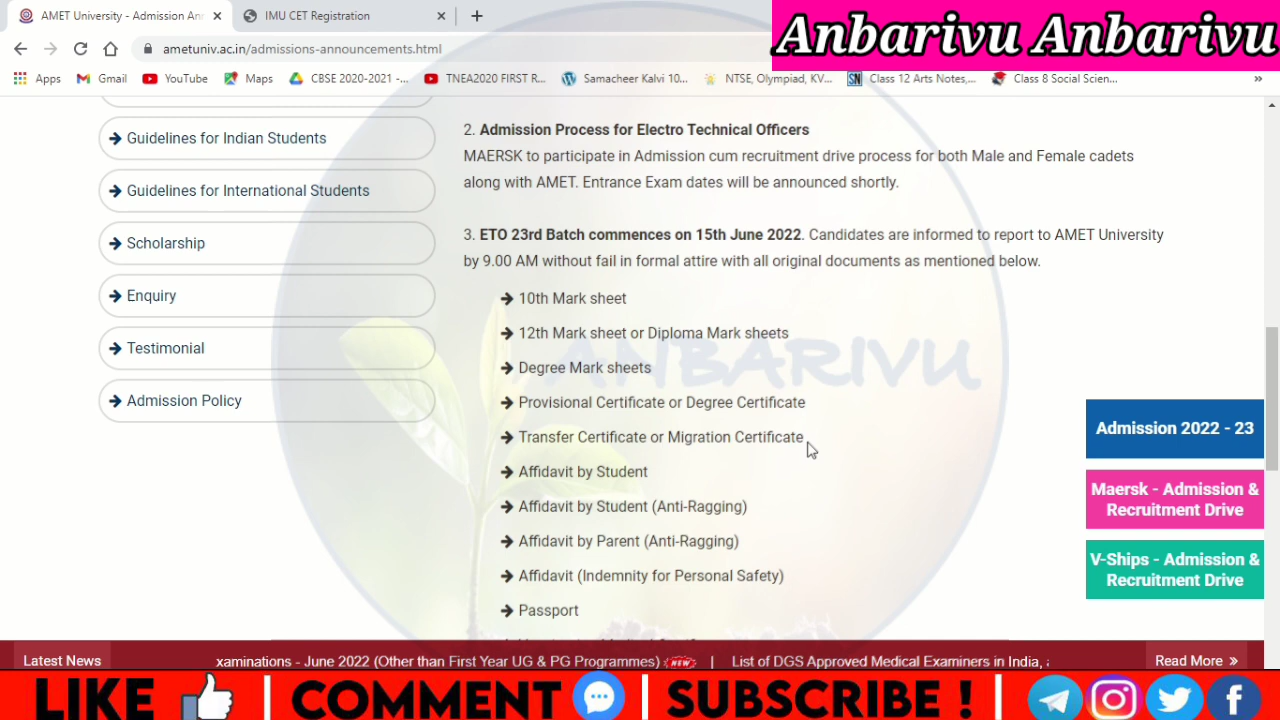 AMET University - Admission Ann
IMU CET Registration
Anbarivu Anbarivu
ametuniv.ac.in/admissions-announcements.html
Apps
Gmail
YouTube
Maps
CBSE 2020-2021 -...
TNEA2020 FIRST R...
Samacheer Kalvi 10...
NTSE, Olympiad, KV...
SN
Class 12 Arts Notes,...
Class 8 Social Scien...
»
Guidelines for Indian Students
Guidelines for International Students
Scholarship
Enquiry
Testimonial
Admission Policy
2. Admission Process for Electro Technical Officers
MAERSK to participate in Admission cum recruitment drive process for both Male and Female cadets
along with AMET. Entrance Exam dates will be announced shortly.
3. ETO 23rd Batch commences on 15th June 2022. Candidates are informed to report to AMET University
by 9.00 AM without fail in formal attire with all original documents as mentioned below.
10th Mark sheet
12th Mark sheet or Diploma Mark sheets
Degree Mark sheets
Provisional Certificate or Degree Certificate
Transfer Certificate or Migration Certificate
Affidavit by Student
Affidavit by Student (Anti-Ragging)
Affidavit by Parent (Anti-Ragging)
Affidavit (Indemnity for Personal Safety)
Passport
ANBARIVU
Admission 2022 - 23
Maersk - Admission &
Recruitment Drive
V-Ships - Admission &
Recruitment Drive
Latest News
xaminations - June 2022 (Other than First Year UG & PG Programmes) NEW | List of DGS Approved Medical Examiners in India,
Read More »
LIKE | COMMENT | SUBSCRIBE ! |